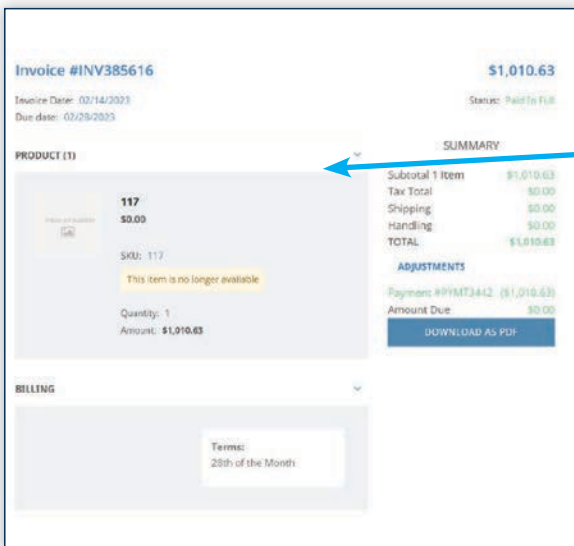 Invoice #INV385616
$1,010.63
Invoice Date: 02/14/2023
Due date: 02/28/2023
Status: Paid In Full
PRODUCT (1)
117
$0.00
SKU: 117
This item is no longer available
Quantity: 1
Amount: $1,010.63
SUMMARY
Subtotal 1 Item $1,010.63
Tax Total $0.00
Shipping $0.00
Handling $0.00
TOTAL $1,010.63
ADJUSTMENTS
Payment #PYMT3442 ($1,010.63)
Amount Due $0.00
DOWNLOAD AS PDF
BILLING
Terms:
28th of the Month